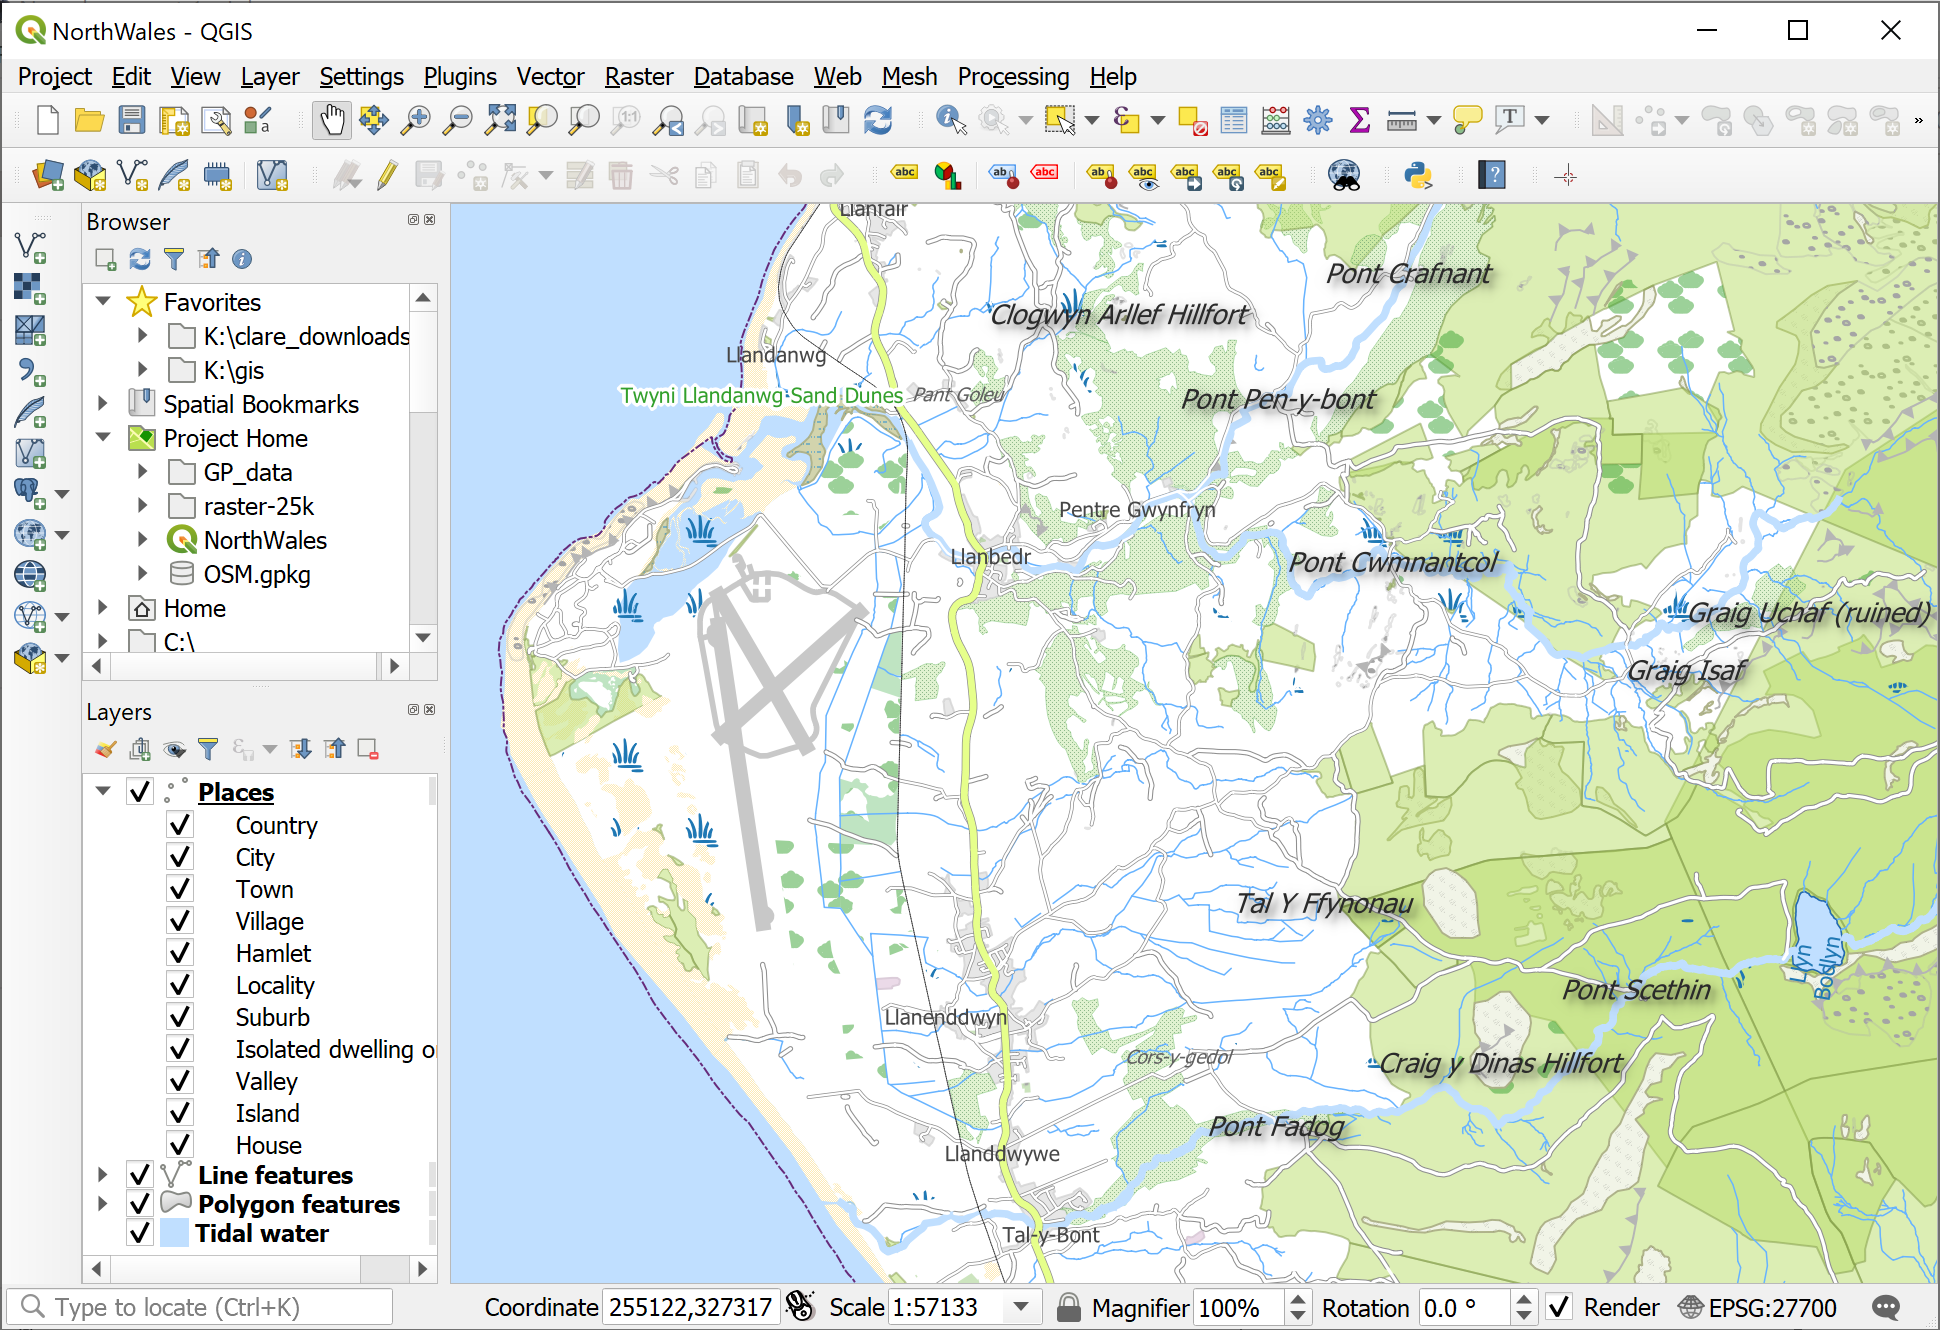 NorthWales - QGIS
Project Edit View Layer Settings Plugins Vector Raster Database Web Mesh Processing Help
Browser
Favorites
K:\clare_downloads
K:\gis
Spatial Bookmarks
Project Home
GP_data
raster-25k
NorthWales
OSM.gpkg
Home
C:\
Layers
Places
Country
City
Town
Village
Hamlet
Locality
Suburb
Isolated dwelling o
Valley
Island
House
Line features
Polygon features
Tidal water
Llanfair
Pont Crafnant
Clogwyn Arllef Hillfort
Llandanwg
Twyni Llandanwg Sand Dunes
Pant Goleu
Pont Pen-y-bont
Pentre Gwynfryn
Llanbedr
Pont Cwmnantcol
Graig Uchaf (ruined)
Graig Isaf
Tal Y Ffynonau
Llyn
Bodlyn
Pont Scethin
Llanenddwyn
Cors-y-gedol
Craig y Dinas Hillfort
Pont Fadog
Llanddwywe
Tal-y-Bont
Type to locate (Ctrl+K)
Coordinate 255122,327317 Scale 1:57133 Magnifier 100% Rotation 0.0 ° Render EPSG:27700